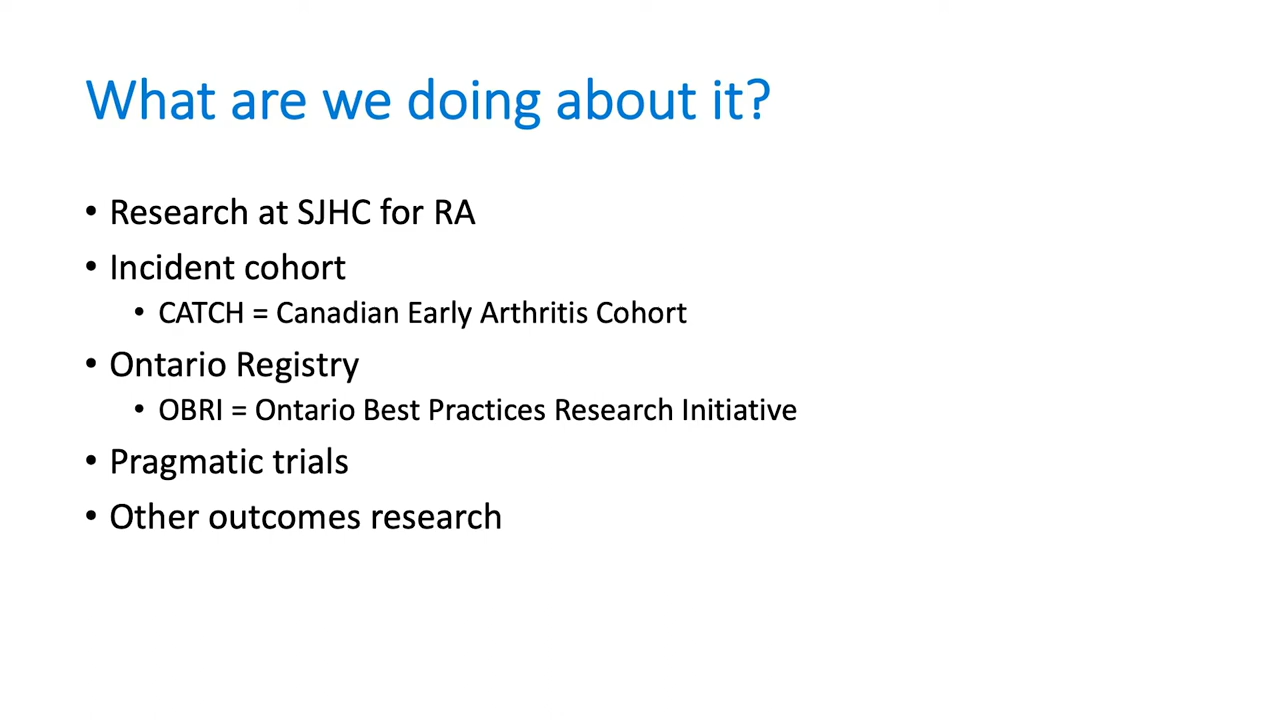 What are we doing about it?
• Research at SJHC for RA
• Incident cohort
• CATCH = Canadian Early Arthritis Cohort
• Ontario Registry
• OBRI = Ontario Best Practices Research Initiative
• Pragmatic trials
• Other outcomes research